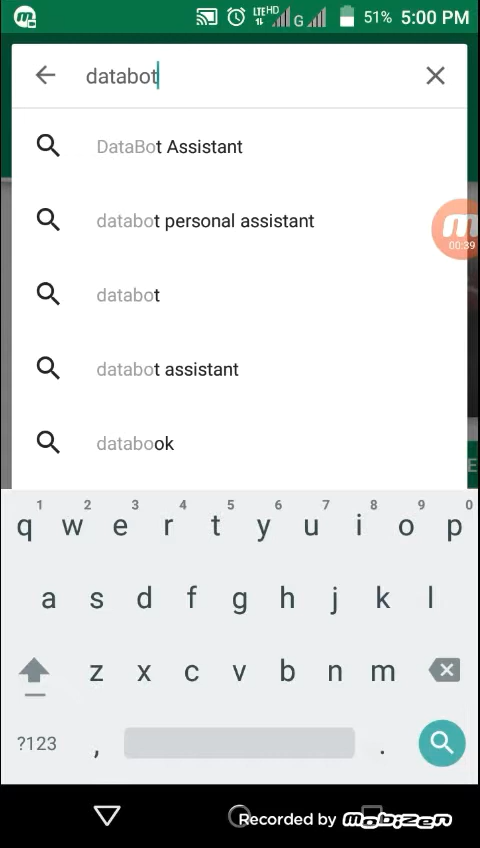 LTE HD G 51% 5:00 PM
databot
DataBot Assistant
databot personal assistant
m
00:39
databot
databot assistant
databook
E
1 2 3 4 5 6 7 8 9 0
q w e r t y u i o p
a s d f g h j k l
z x c v b n m
?123 , .
Recorded by mobizen